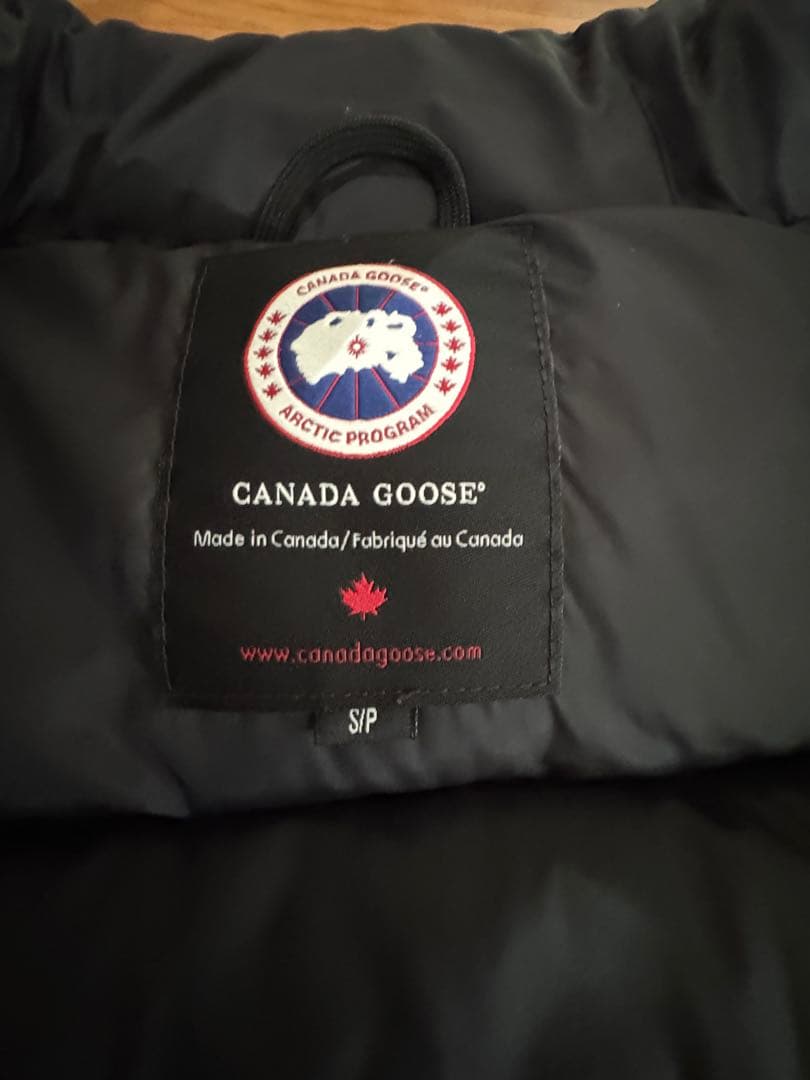 CANADA GOOSE®
ARCTIC PROGRAM
CANADA GOOSE®
Made in Canada/Fabriqué au Canada
www.canadagoose.com
S/P